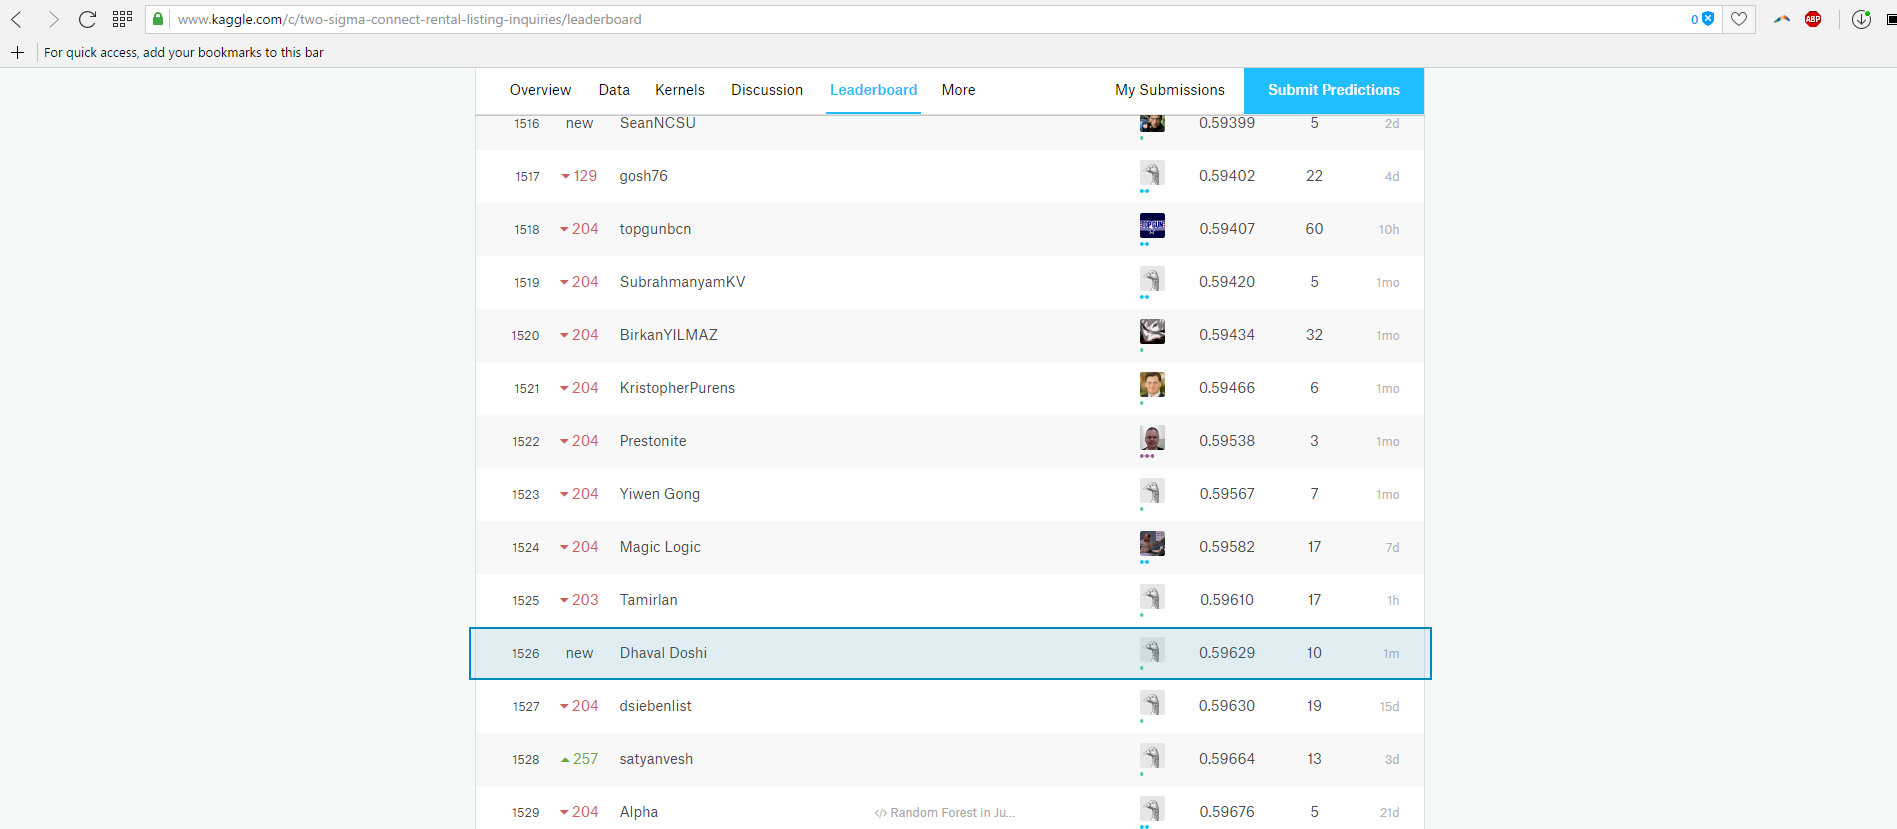 www.kaggle.com/c/two-sigma-connect-rental-listing-inquiries/leaderboard 0 ABP
For quick access, add your bookmarks to this bar
Overview Data Kernels Discussion Leaderboard More My Submissions Submit Predictions
1516 new SeanNCSU 0.59399 5 2d
1517 129 gosh76 0.59402 22 4d
1518 204 topgunbcn 0.59407 60 10h
1519 204 SubrahmanyamKV 0.59420 5 1mo
1520 204 BirkanYILMAZ 0.59434 32 1mo
1521 204 KristopherPurens 0.59466 6 1mo
1522 204 Prestonite 0.59538 3 1mo
1523 204 Yiwen Gong 0.59567 7 1mo
1524 204 Magic Logic 0.59582 17 7d
1525 203 Tamirlan 0.59610 17 1h
1526 new Dhaval Doshi 0.59629 10 1m
1527 204 dsiebenlist 0.59630 19 15d
1528 257 satyanvesh 0.59664 13 3d
1529 204 Alpha </> Random Forest in Ju... 0.59676 5 21d